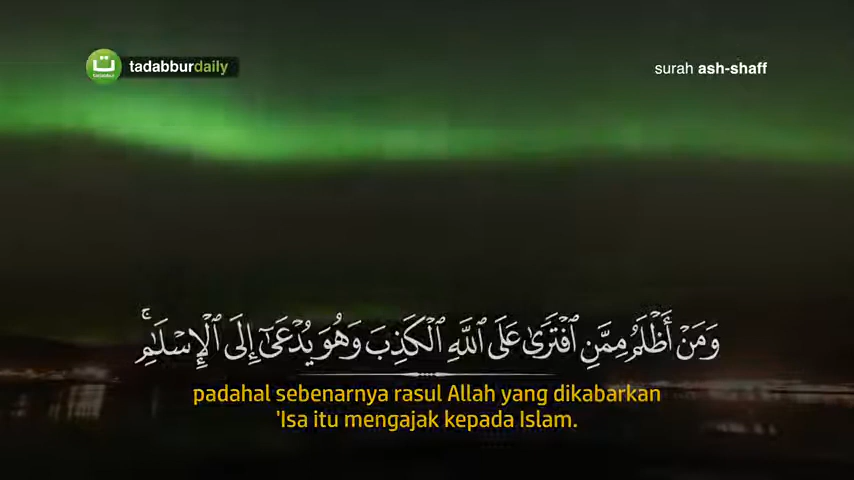 ت
tadabbur
tadabburdaily
surah ash-shaff
وَمَنْ أَظْلَمُ مِمَّنِ ٱفْتَرَىٰ عَلَى ٱللَّهِ ٱلْكَذِبَ وَهُوَ يُدْعَىٰٓ إِلَى ٱلْإِسْلَـٰمِ ۚ
padahal sebenarnya rasul Allah yang dikabarkan
'Isa itu mengajak kepada Islam.